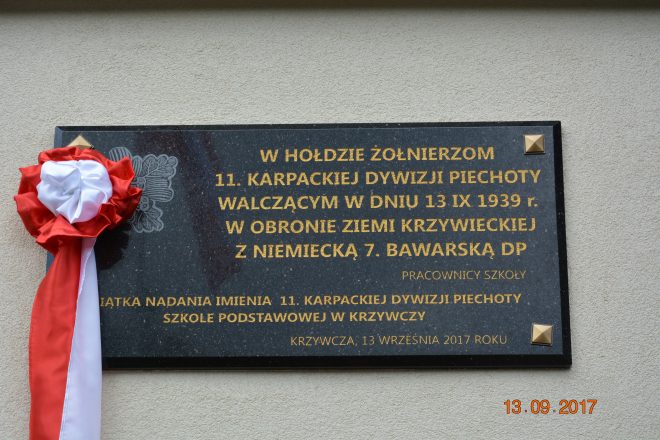 W HOŁDZIE ŻOŁNIERZOM
11. KARPACKIEJ DYWIZJI PIECHOTY
WALCZĄCYM W DNIU 13 IX 1939 r.
W OBRONIE ZIEMI KRZYWIECKIEJ
Z NIEMIECKĄ 7. BAWARSKĄ DP
PRACOWNICY SZKOŁY
NADANIA IMIENIA 11. KARPACKIEJ DYWIZJI PIECHOTY
SZKOLE PODSTAWOWEJ W KRZYWCZY
KRZYWCZA, 13 WRZEŚNIA 2017 ROKU
13.09.2017